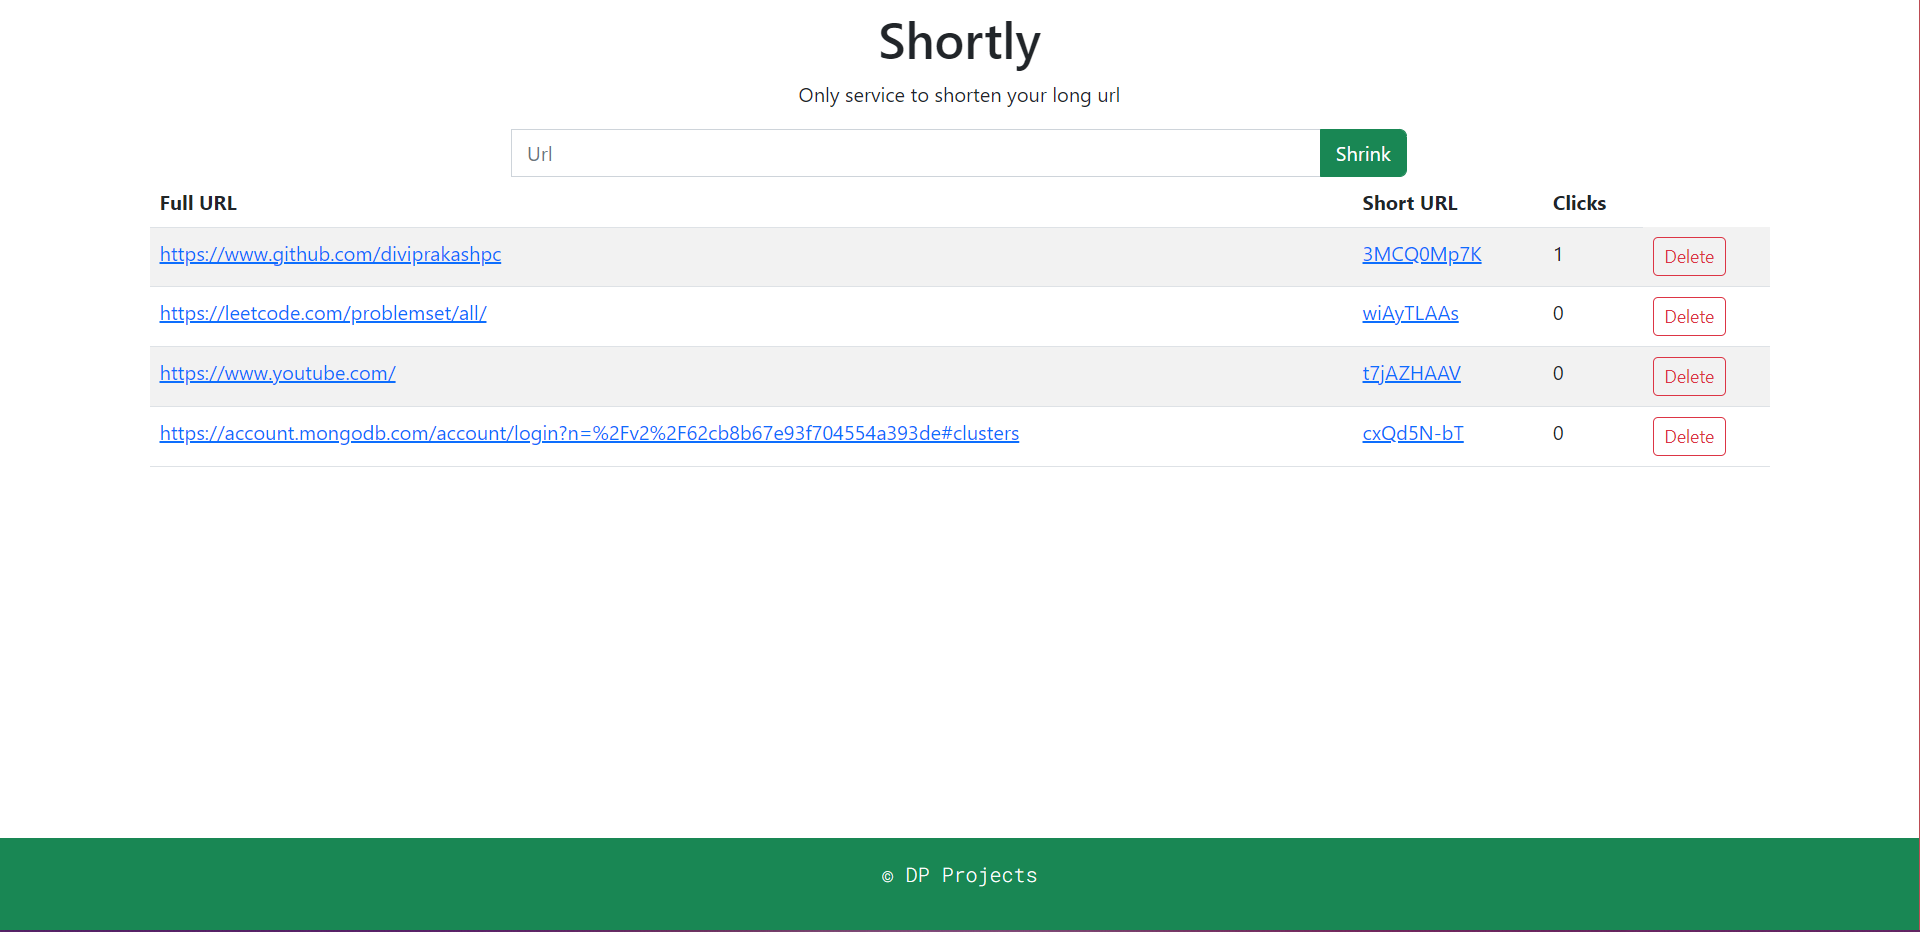 Shortly
Only service to shorten your long url
Url Shrink
Full URL Short URL Clicks
https://www.github.com/diviprakashpc 3MCQ0Mp7K 1 Delete
https://leetcode.com/problemset/all/ wiAyTLAAs 0 Delete
https://www.youtube.com/ t7jAZHAAV 0 Delete
https://account.mongodb.com/account/login?n=%2Fv2%2F62cb8b67e93f704554a393de#clusters cxQd5N-bT 0 Delete
© DP Projects